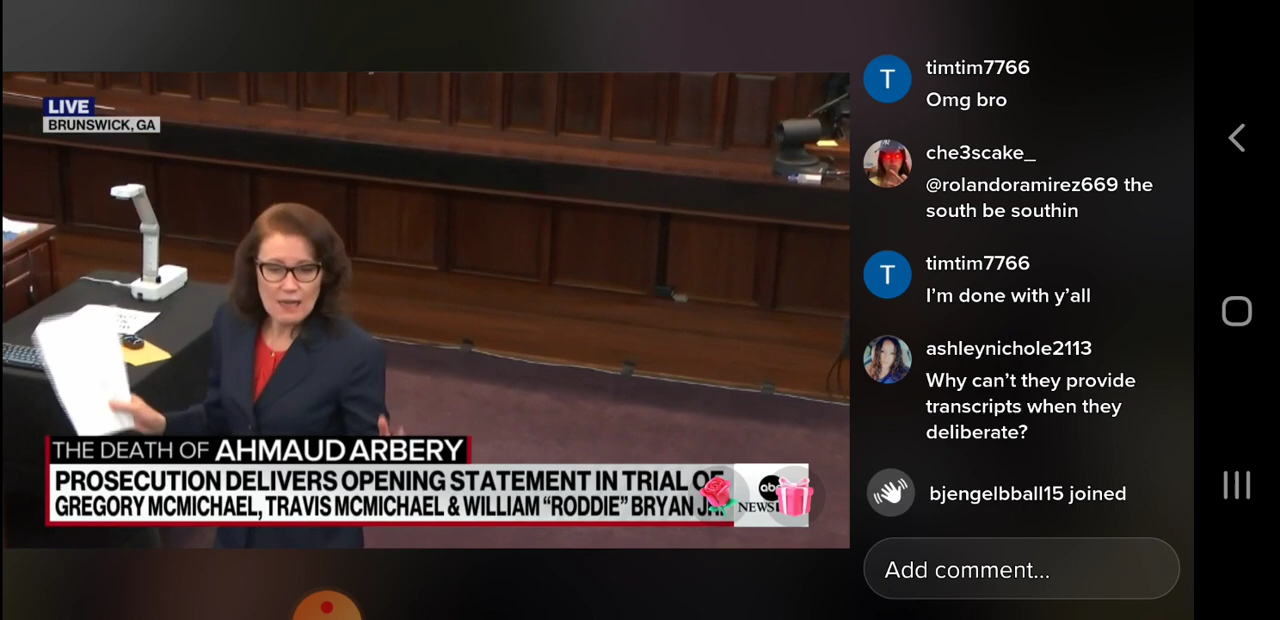 LIVE
BRUNSWICK, GA
THE DEATH OF AHMAUD ARBERY
PROSECUTION DELIVERS OPENING STATEMENT IN TRIAL OF
GREGORY MCMICHAEL, TRAVIS MCMICHAEL & WILLIAM “RODDIE” BRYAN JR.
abc
NEWS
T
timtim7766
Omg bro
che3scake_
@rolandoramirez669 the
south be southin
T
timtim7766
I’m done with y’all
ashleynichole2113
Why can’t they provide
transcripts when they
deliberate?
bjengelbball15 joined
Add comment...